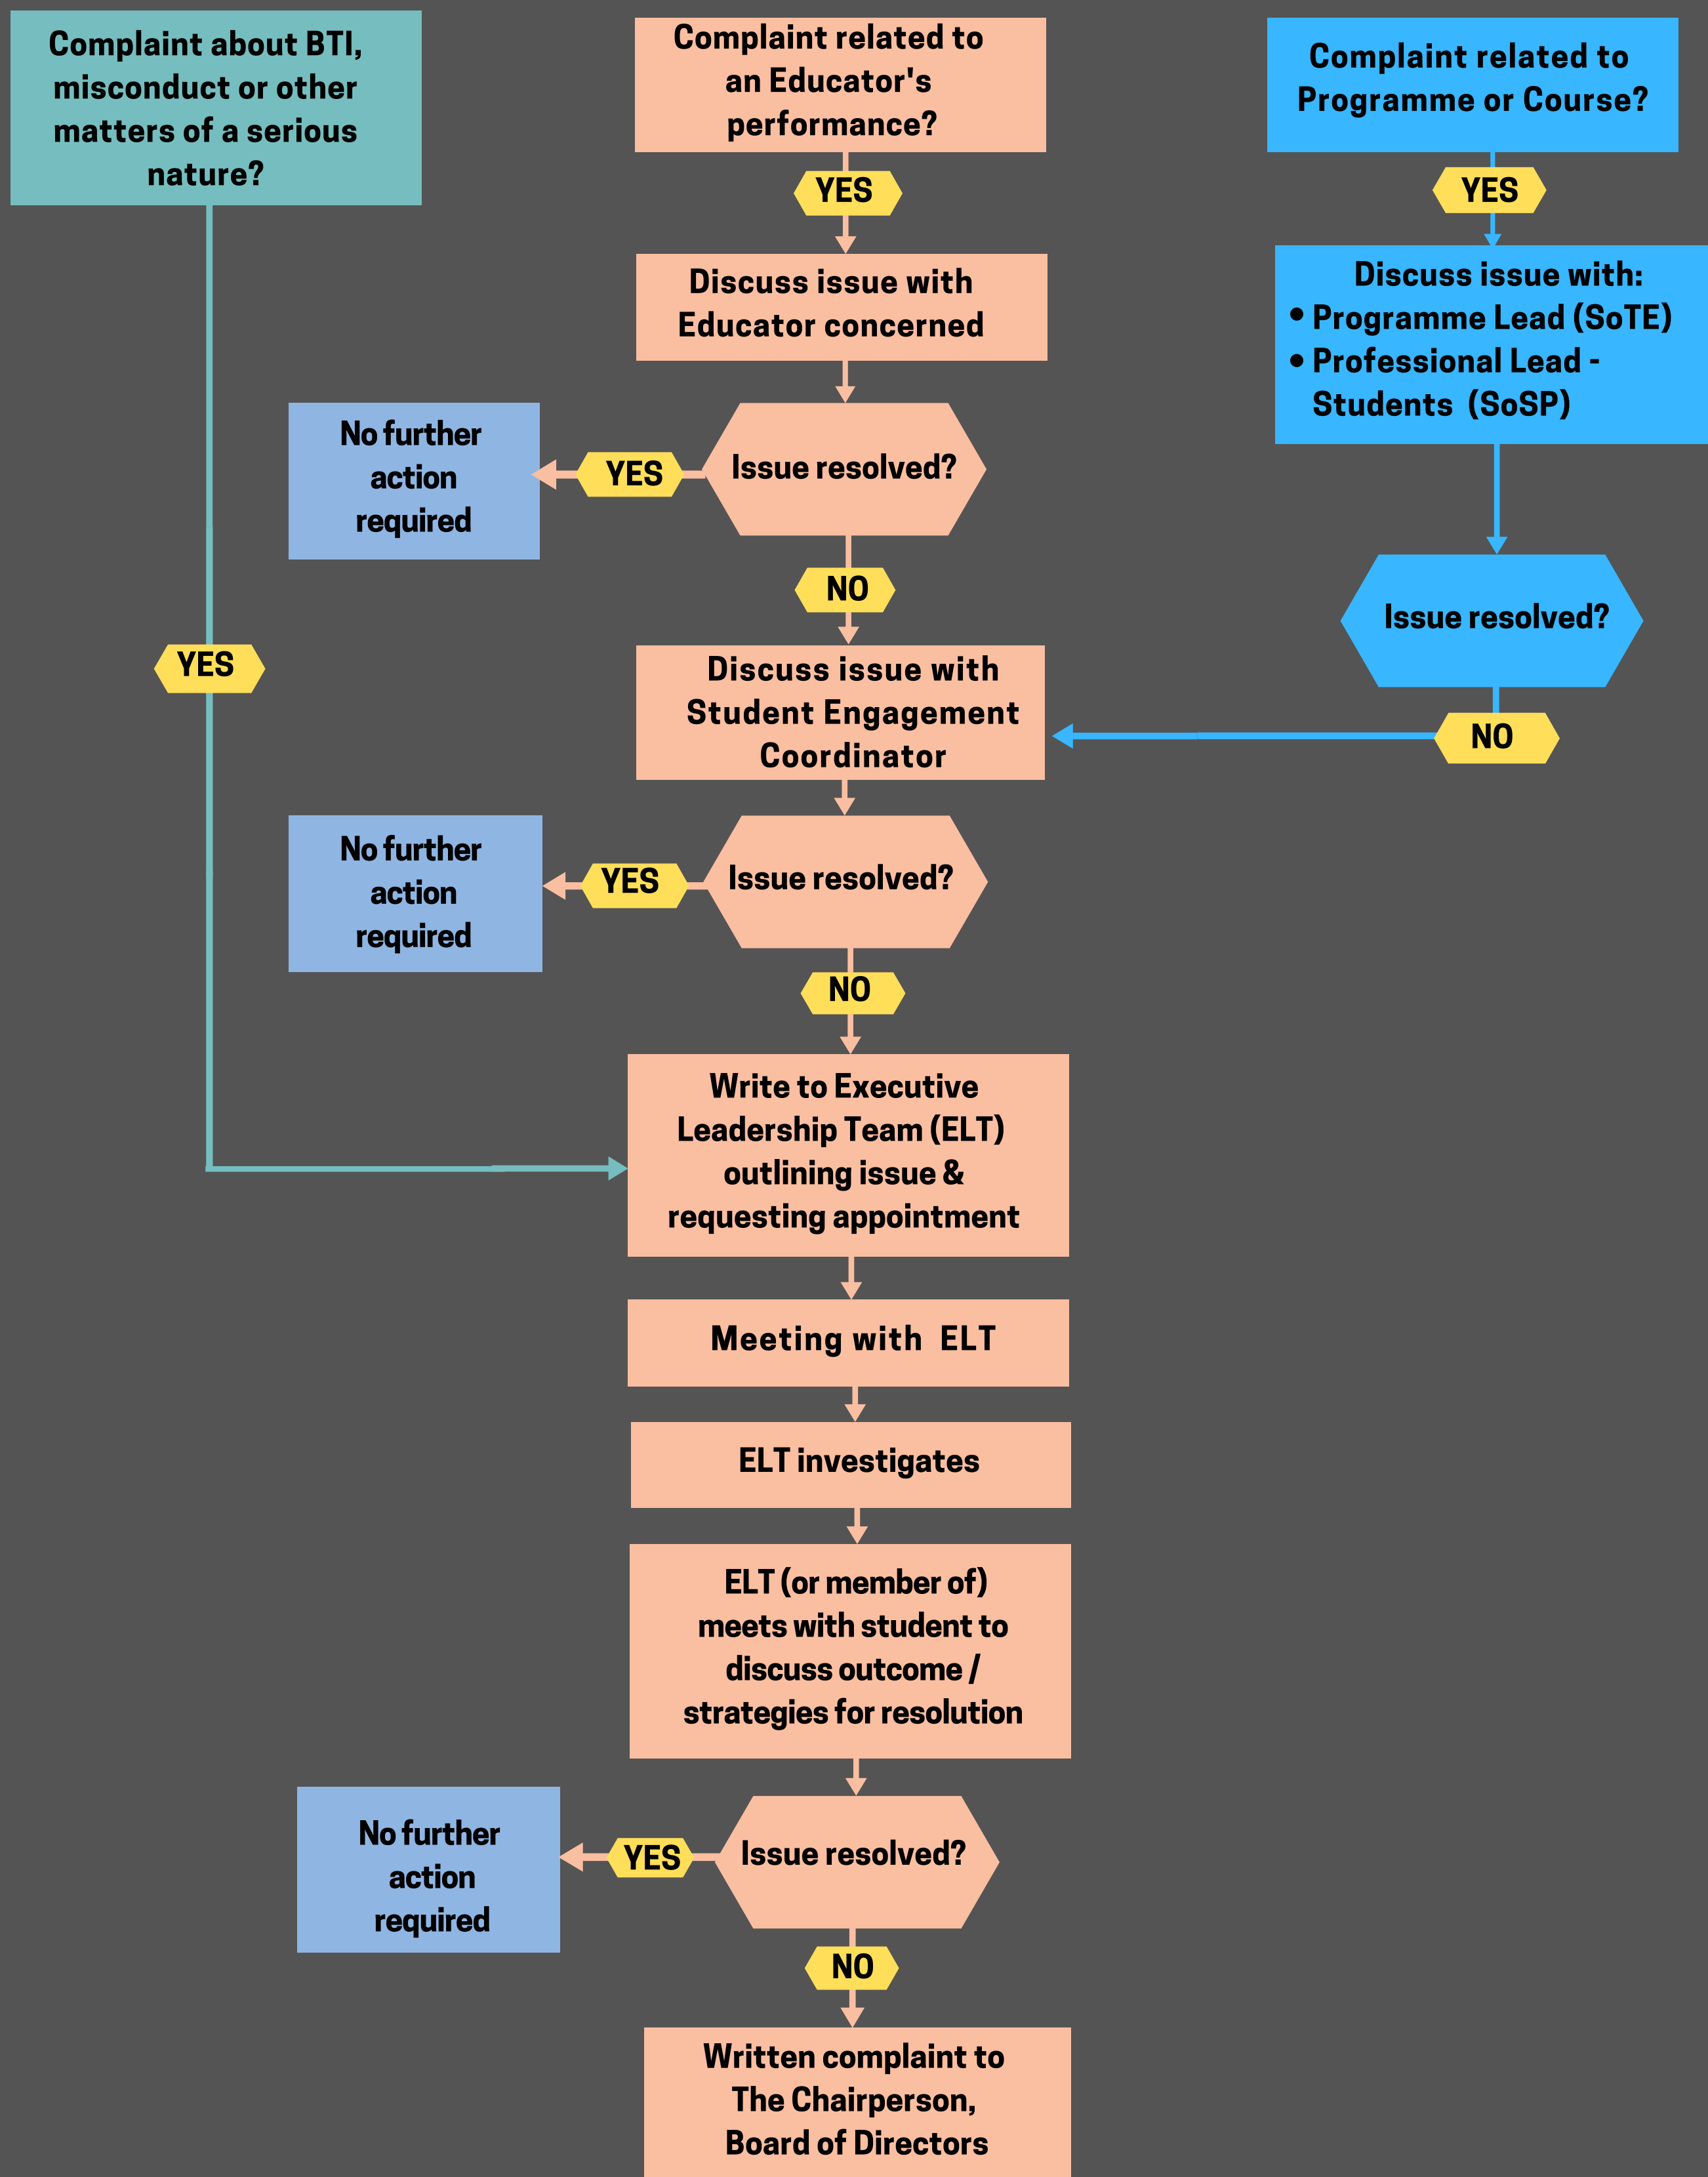 Complaint about BTI,
misconduct or other
matters of a serious
nature?
YES
Complaint related to
an Educator's
performance?
YES
Discuss issue with
Educator concerned
Issue resolved?
YES
No further
action
required
NO
Complaint related to
Programme or Course?
YES
Discuss issue with:
• Programme Lead (SoTE)
• Professional Lead -
Students (SoSP)
Issue resolved?
NO
Discuss issue with
Student Engagement
Coordinator
Issue resolved?
YES
No further
action
required
NO
Write to Executive
Leadership Team (ELT)
outlining issue &
requesting appointment
Meeting with ELT
ELT investigates
ELT (or member of)
meets with student to
discuss outcome /
strategies for resolution
Issue resolved?
YES
No further
action
required
NO
Written complaint to
The Chairperson,
Board of Directors